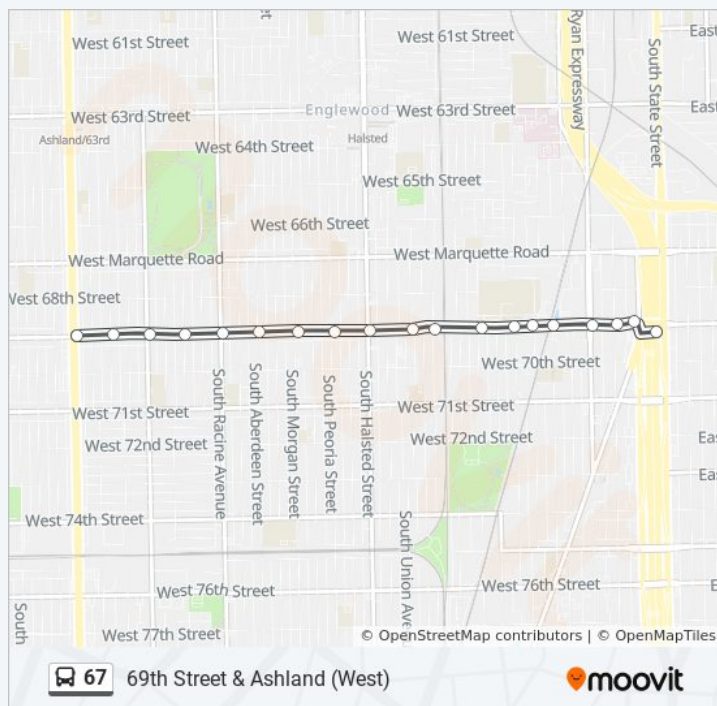 et
West 61st Street
West 61st Street
Ryan Expressway
East
South State Street
West 63rd Street
Englewood
West 63rd Street
East
Ashland/63rd
West 64th Street
Halsted
West 65th Street
West 66th Street
West Marquette Road
West Marquette Road
West 68th Street
West 70th Street
South Racine Avenue
South Aberdeen Street
South Morgan Street
South Peoria Street
South Halsted Street
West 71st Street
West 71st Street
West 72nd Street
West 72nd Street
Eas
Eas
West 74th Street
South Union Ave
West 76th Street
West 76th Street
E
South
West 77th Street
© OpenStreetMap contributors | © OpenMapTiles
67 69th Street & Ashland (West)
moovit